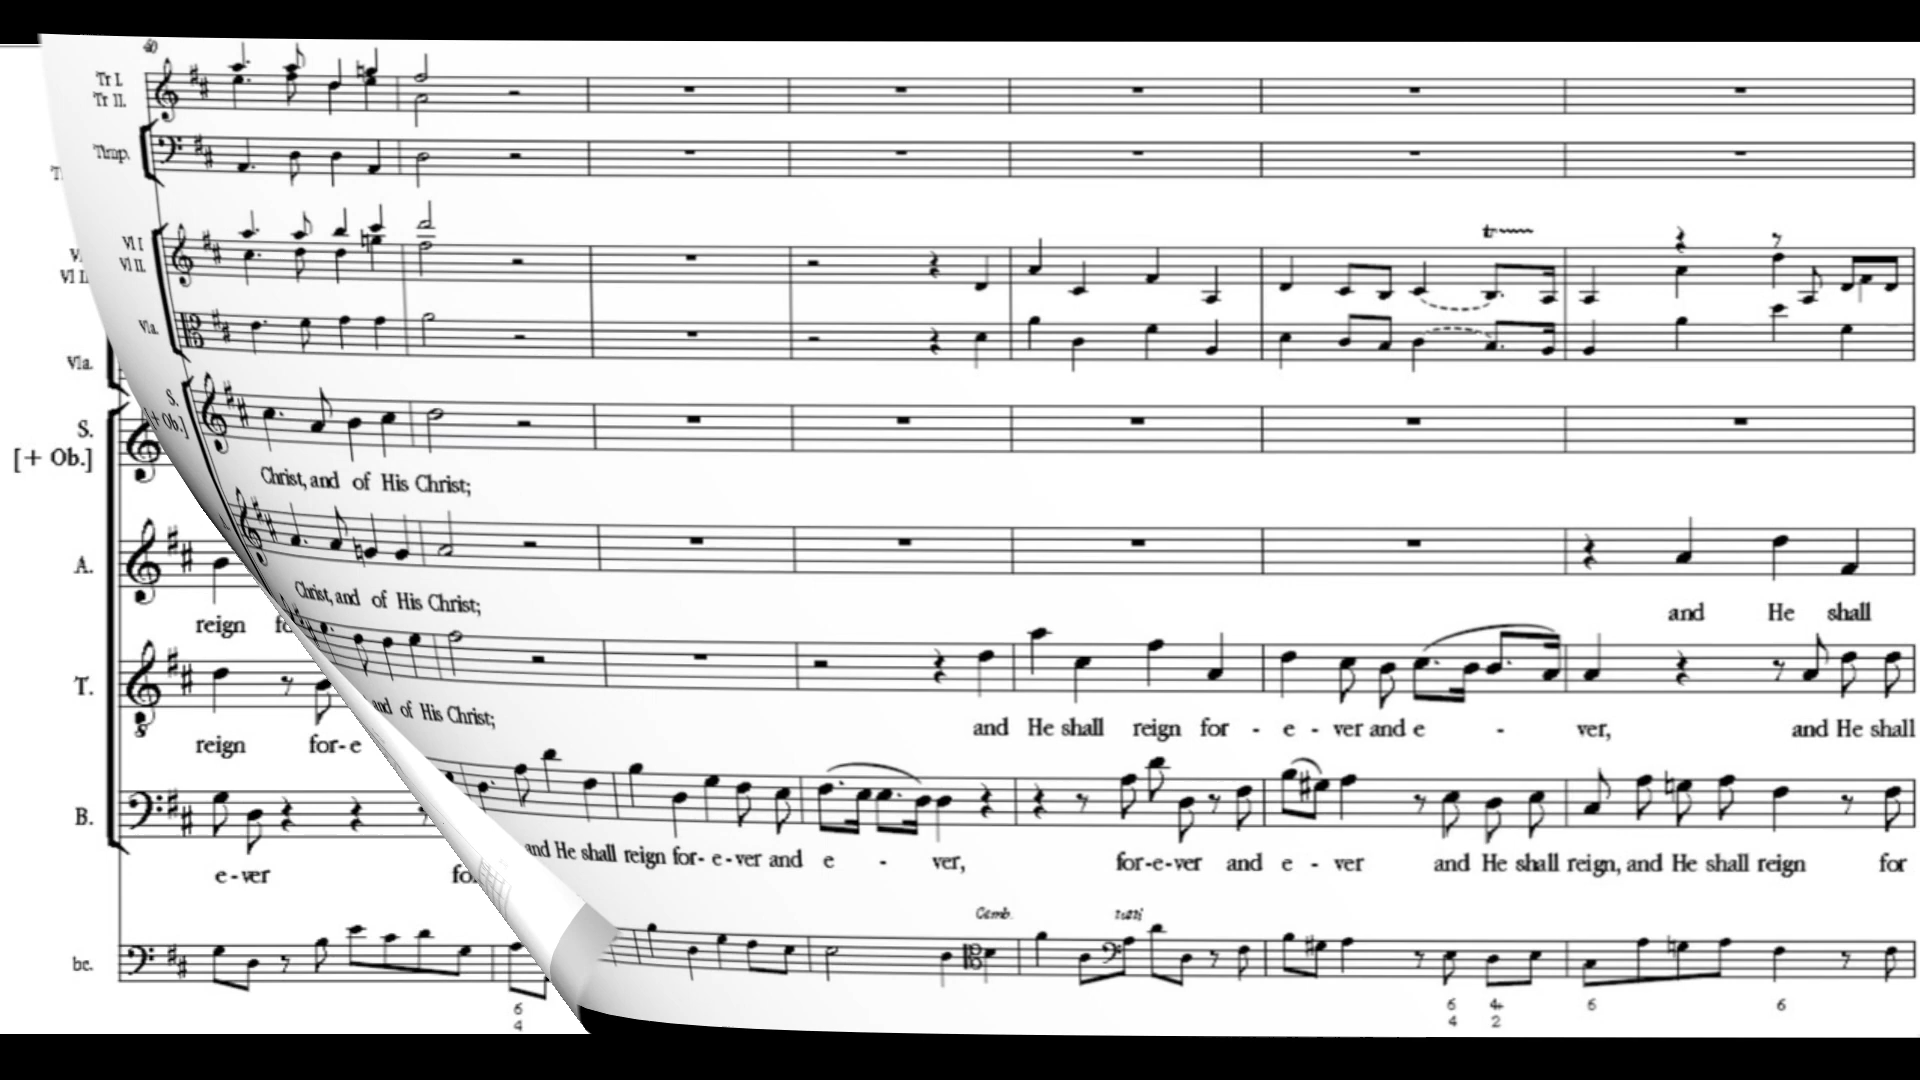 40
Tr I.
Tr II.
Timp.
Vl I
Vl II.
Vla.
Vla.
S.
S.
[+ Ob.]
Christ, and of His Christ;
A.
Christ, and of His Christ;
and He shall
reign
T.
and of His Christ;
and He shall reign for - e - ver and e - ver, and He shall
reign for-e
B.
and He shall reign for- e-ver and e - ver, for-e-ver and e - ver and He shall reign, and He shall reign for
e-ver
Cemb. tutti
bc.
6 6 4+ 6 6
4 4 2